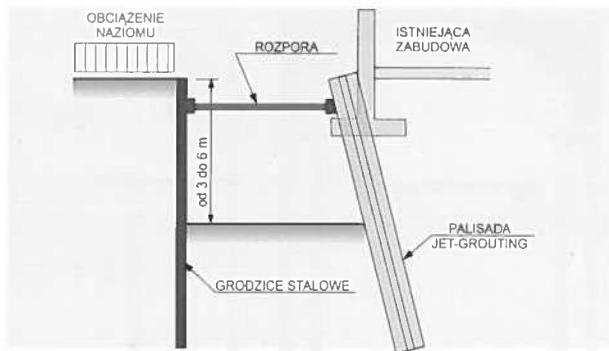 OBCIĄŻENIE
NAZIOMU
ROZPORA
ISTNIEJĄCA
ZABUDOWA
od 3 do 6 m
PALISADA
JET-GROUTING
GRODZICE STALOWE